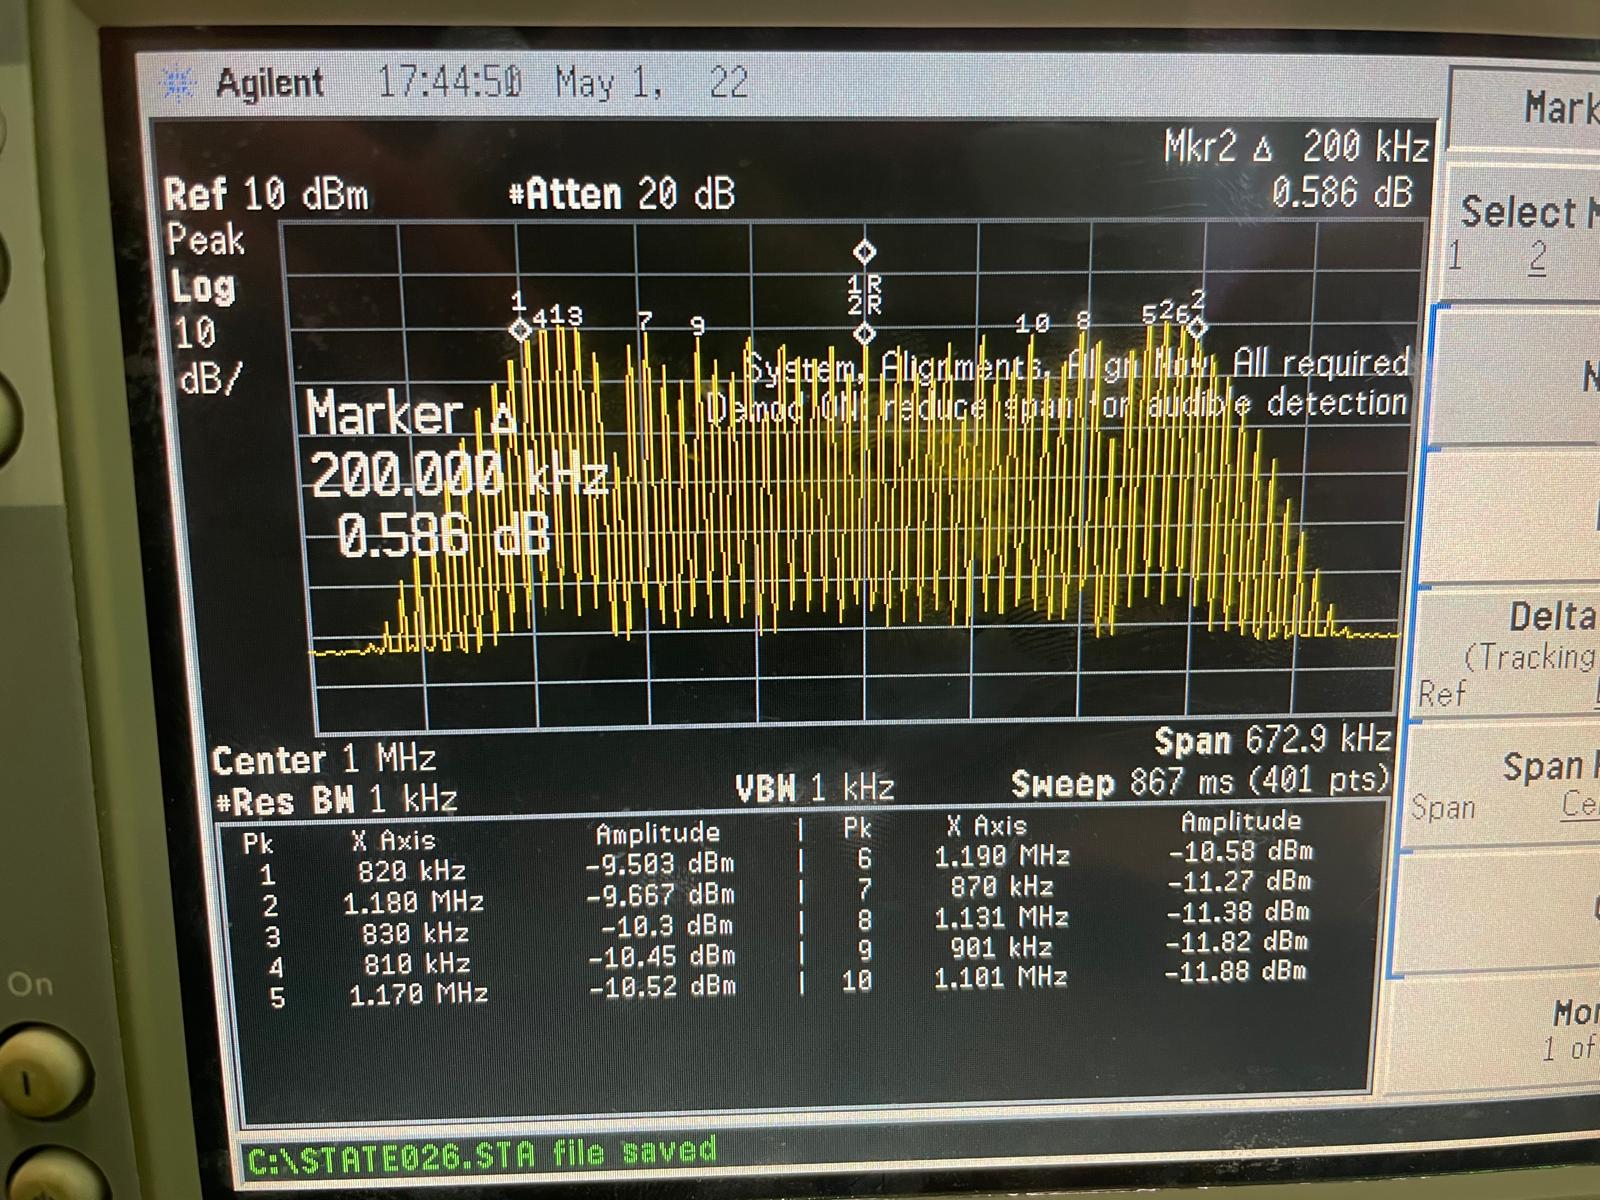 Agilent 17:44:50 May 1, 22
Mkr2 Δ 200 kHz
Ref 10 dBm #Atten 20 dB 0.586 dB
Peak
Log
10
dB/
1R
2R
1 4 1 3 7 9 10 8 5 2 6 2
System, Alignments, Align Now, All required
Demod ON, reduce span for audible detection
Marker Δ
200.000 kHz
0.586 dB
Center 1 MHz Span 672.9 kHz
#Res BW 1 kHz VBW 1 kHz Sweep 867 ms (401 pts)
Pk X Axis Amplitude | Pk X Axis Amplitude
1 820 kHz -9.503 dBm | 6 1.190 MHz -10.58 dBm
2 1.180 MHz -9.667 dBm | 7 870 kHz -11.27 dBm
3 830 kHz -10.3 dBm | 8 1.131 MHz -11.38 dBm
4 810 kHz -10.45 dBm | 9 901 kHz -11.82 dBm
5 1.170 MHz -10.52 dBm | 10 1.101 MHz -11.88 dBm
C:\STATE026.STA file saved
Mark
Select M
1 2
N
Delta
(Tracking
Ref
Span P
Span Ce
Mor
1 of
On